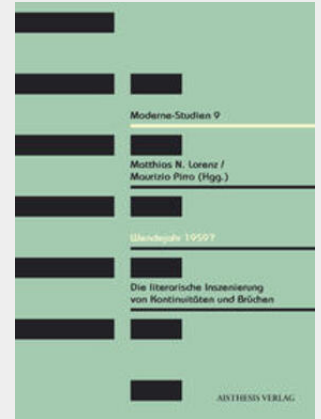 Moderne-Studien 9
Matthias N. Lorenz /
Maurizio Pirro (Hgg.)
Wendejahr 1959?
Die literarische Inszenierung
von Kontinuitäten und Brüchen
AISTHESIS VERLAG